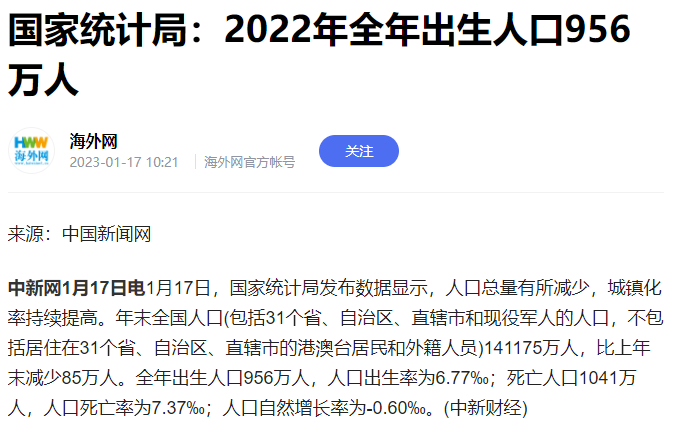 国家统计局：2022年全年出生人口956
万人
HWW
海外网
海外网
2023-01-17 10:21
海外网官方帐号
关注
来源：中国新闻网
中新网1月17日电1月17日，国家统计局发布数据显示，人口总量有所减少，城镇化
率持续提高。年末全国人口(包括31个省、自治区、直辖市和现役军人的人口，不包
括居住在31个省、自治区、直辖市的港澳台居民和外籍人员)141175万人，比上年
末减少85万人。全年出生人口956万人，人口出生率为6.77‰；死亡人口1041万
人，人口死亡率为7.37‰；人口自然增长率为-0.60‰。(中新财经)